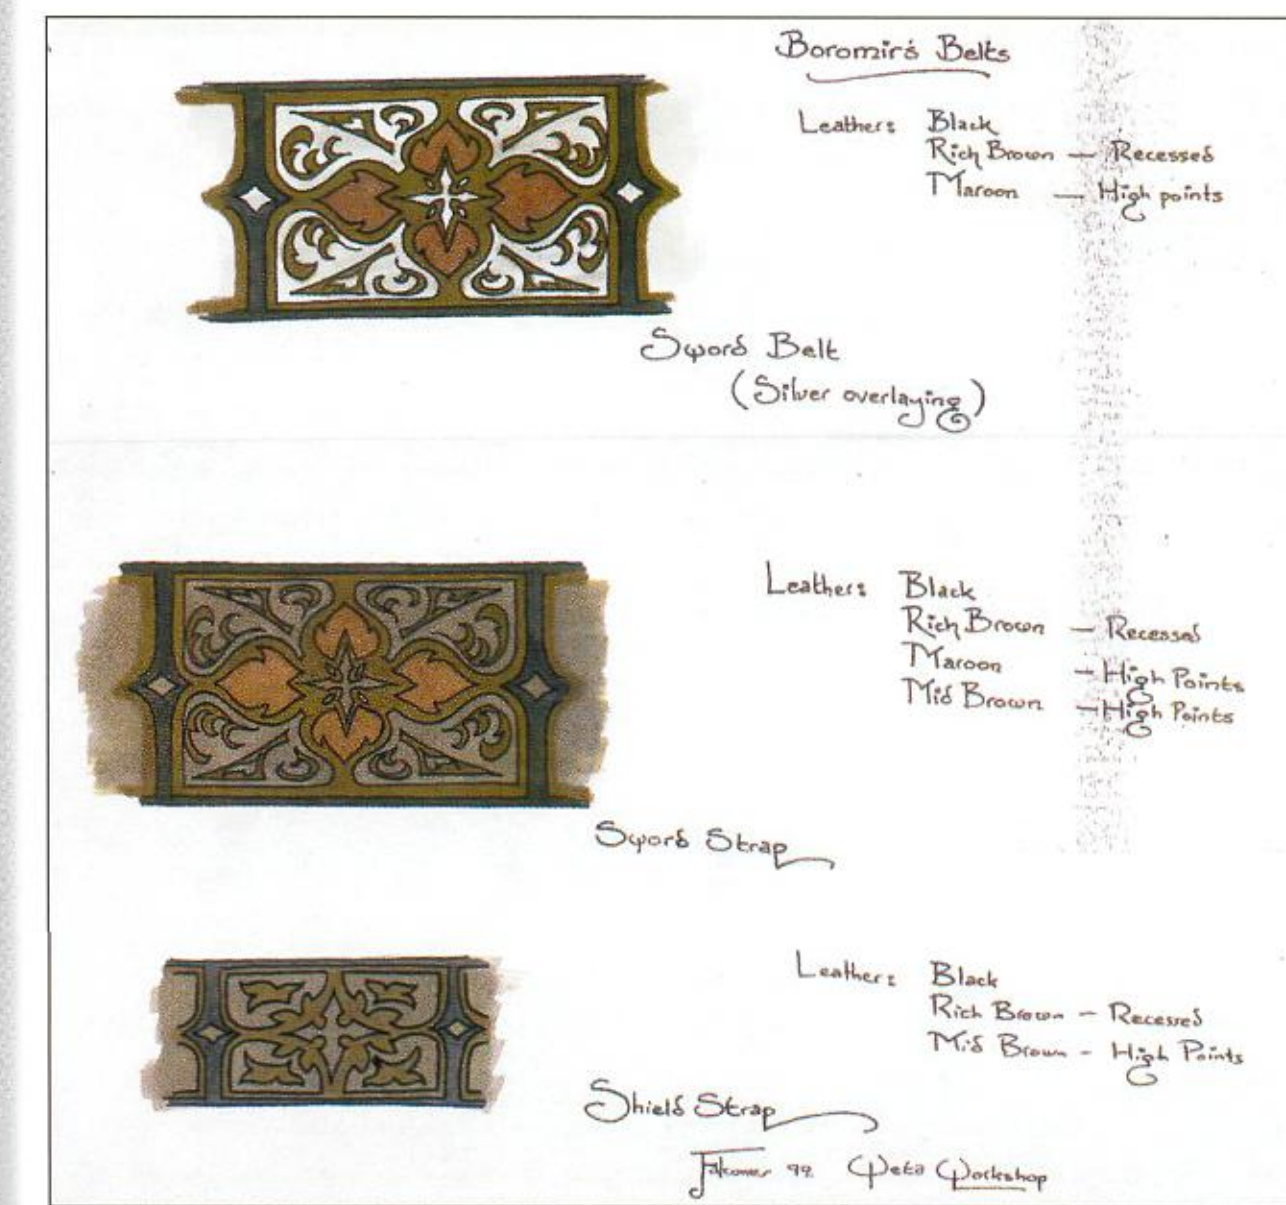 Boromir's Belts
Leathers Black
Rich Brown — Recessed
Maroon — High points
Sword Belt
(Silver overlaying)
Leathers Black
Rich Brown — Recessed
Maroon — High Points
Mid Brown — High Points
Sword Strap
Leathers Black
Rich Brown - Recessed
Mid Brown - High Points
Shield Strap
Falconer 99 Weta Workshop